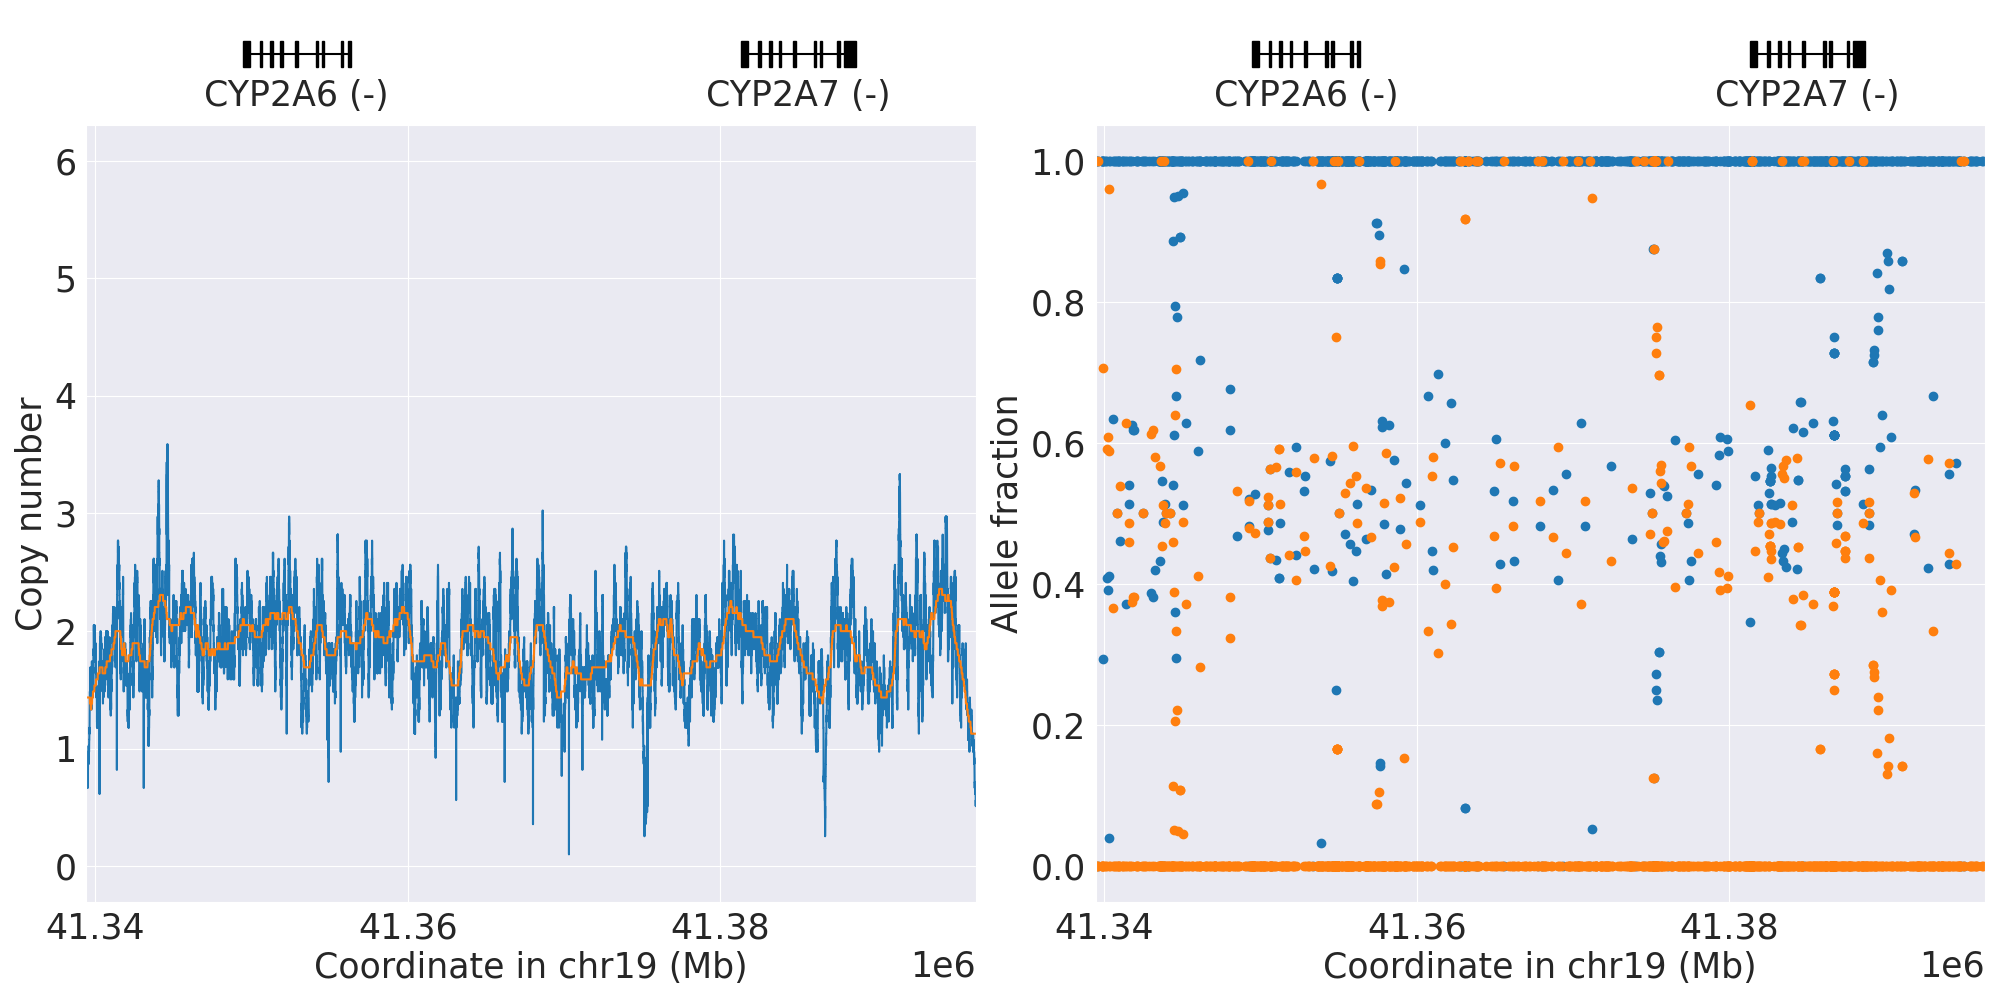 CYP2A6 (-)
CYP2A7 (-)
6
5
4
3
2
1
0
Copy number
41.34
41.36
41.38
Coordinate in chr19 (Mb)
1e6
CYP2A6 (-)
CYP2A7 (-)
1.0
0.8
0.6
0.4
0.2
0.0
Allele fraction
41.34
41.36
41.38
Coordinate in chr19 (Mb)
1e6